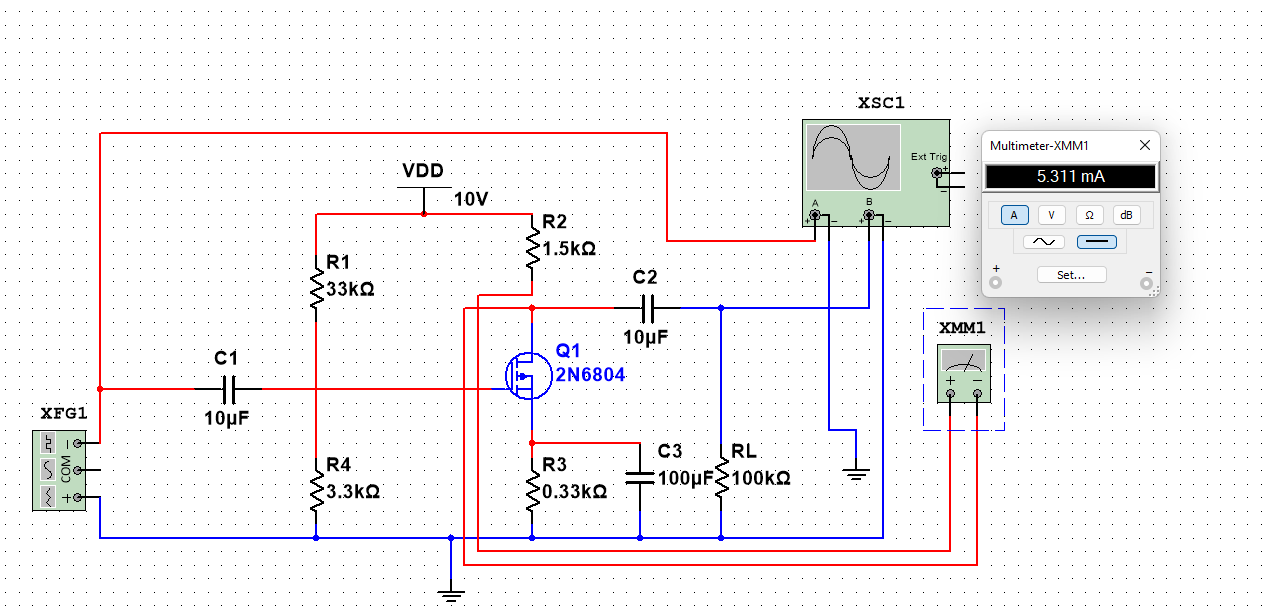 XSC1
Ext Trig
+
−
A
B
+
−
+
−
Multimeter-XMM1
5.311 mA
A
V
Ω
dB
+
Set...
−
VDD
10V
R2
1.5kΩ
R1
33kΩ
C2
10µF
XMM1
+
−
Q1
2N6804
C1
10µF
XFG1
−
COM
+
R4
3.3kΩ
R3
0.33kΩ
C3
100µF
RL
100kΩ